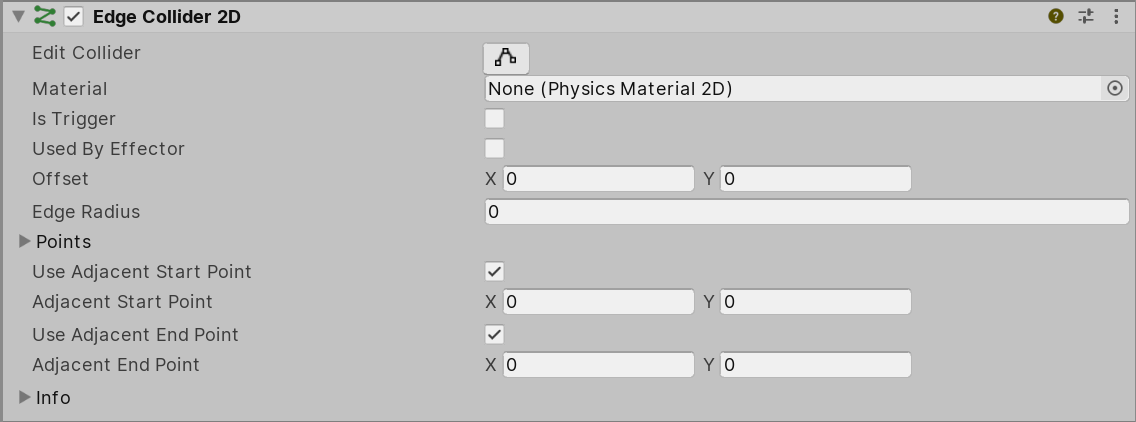 Edge Collider 2D ?
Edit Collider
Material None (Physics Material 2D)
Is Trigger
Used By Effector
Offset X 0 Y 0
Edge Radius 0
Points
Use Adjacent Start Point
Adjacent Start Point X 0 Y 0
Use Adjacent End Point
Adjacent End Point X 0 Y 0
Info